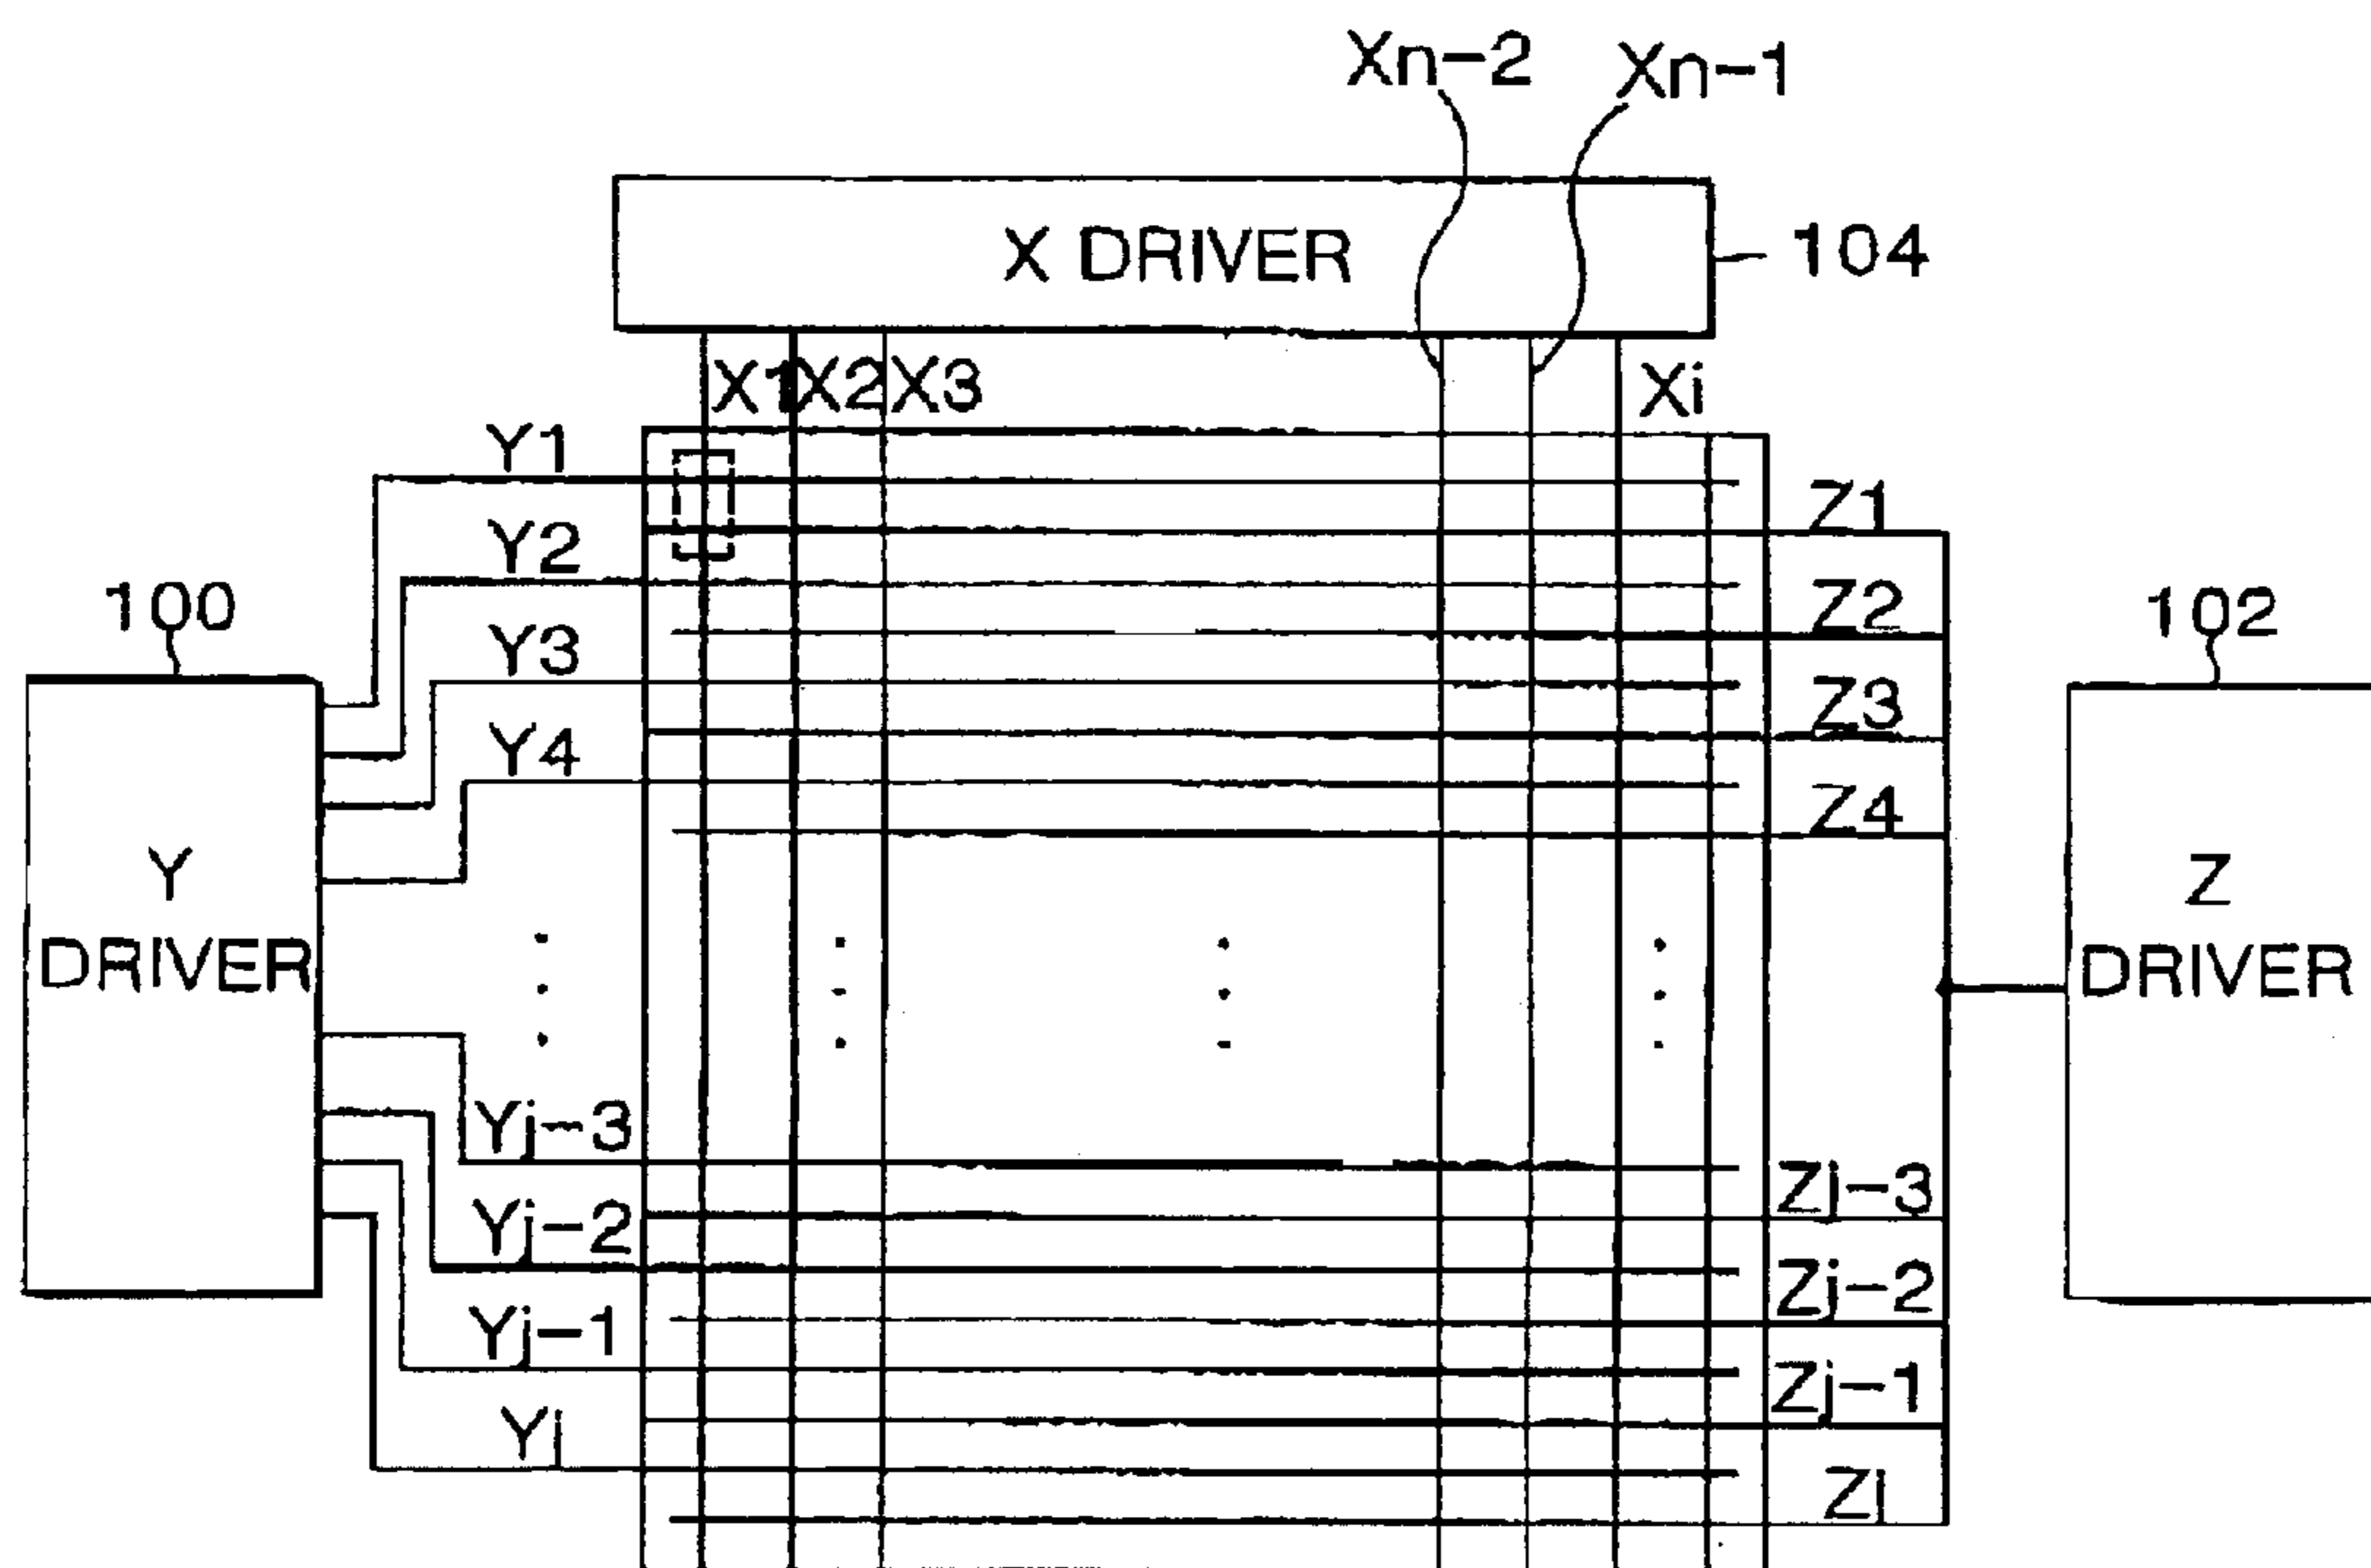 Xn-2 Xn-1
X DRIVER 104
X1 X2 X3 Xi
Y1
Z1
Y2
100
Z2
102
Y3
Z3
Y4
Z4
Y
DRIVER
Z
DRIVER
Yj-3
Zj-3
Yj-2
Zj-2
Yj-1
Zj-1
Yj
Zj